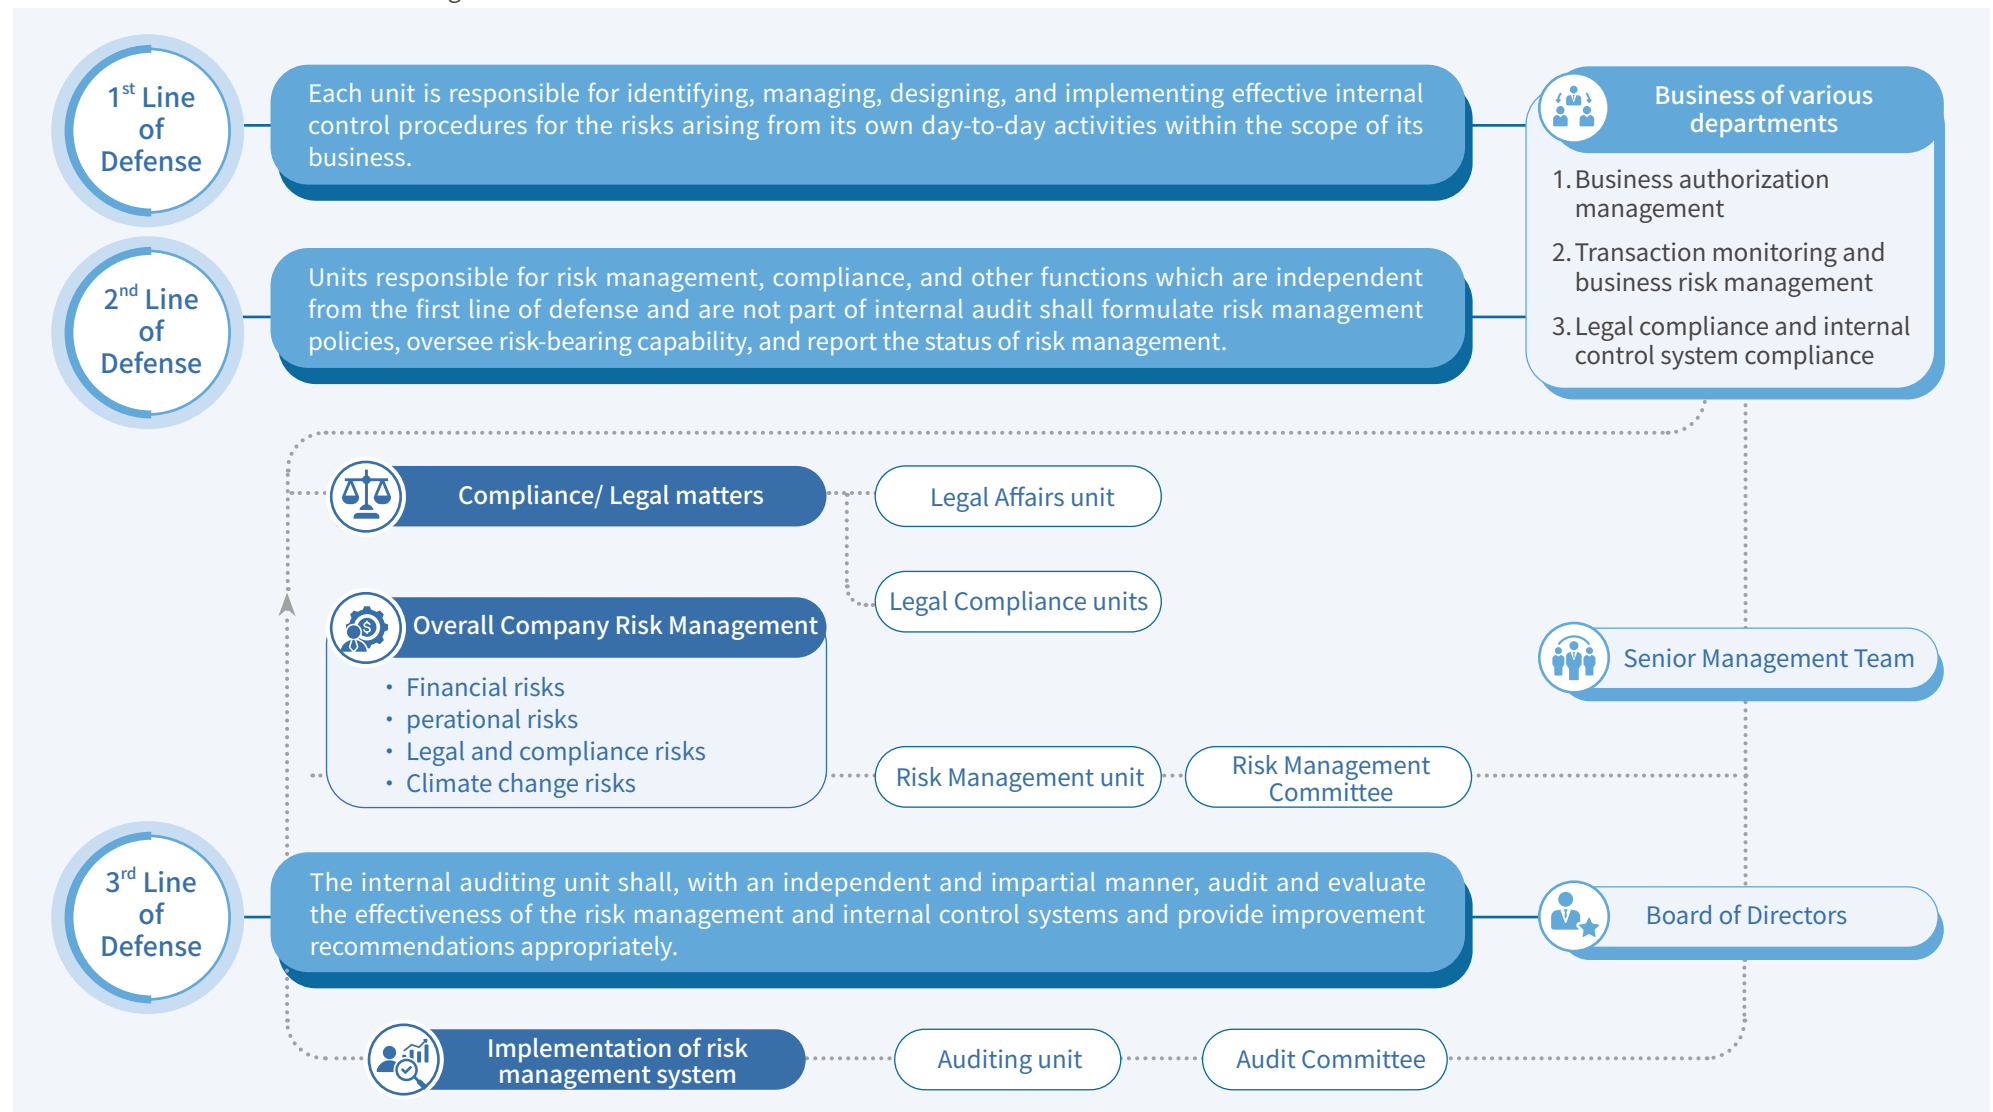 1st Line
of
Defense
Each unit is responsible for identifying, managing, designing, and implementing effective internal
control procedures for the risks arising from its own day-to-day activities within the scope of its
business.
Business of various
departments
1. Business authorization
management
2. Transaction monitoring and
business risk management
3. Legal compliance and internal
control system compliance
2nd Line
of
Defense
Units responsible for risk management, compliance, and other functions which are independent
from the first line of defense and are not part of internal audit shall formulate risk management
policies, oversee risk-bearing capability, and report the status of risk management.
Compliance/ Legal matters
Legal Affairs unit
Legal Compliance units
Overall Company Risk Management
• Financial risks
• perational risks
• Legal and compliance risks
• Climate change risks
Senior Management Team
Risk Management unit
Risk Management
Committee
3rd Line
of
Defense
The internal auditing unit shall, with an independent and impartial manner, audit and evaluate
the effectiveness of the risk management and internal control systems and provide improvement
recommendations appropriately.
Board of Directors
Implementation of risk
management system
Auditing unit
Audit Committee